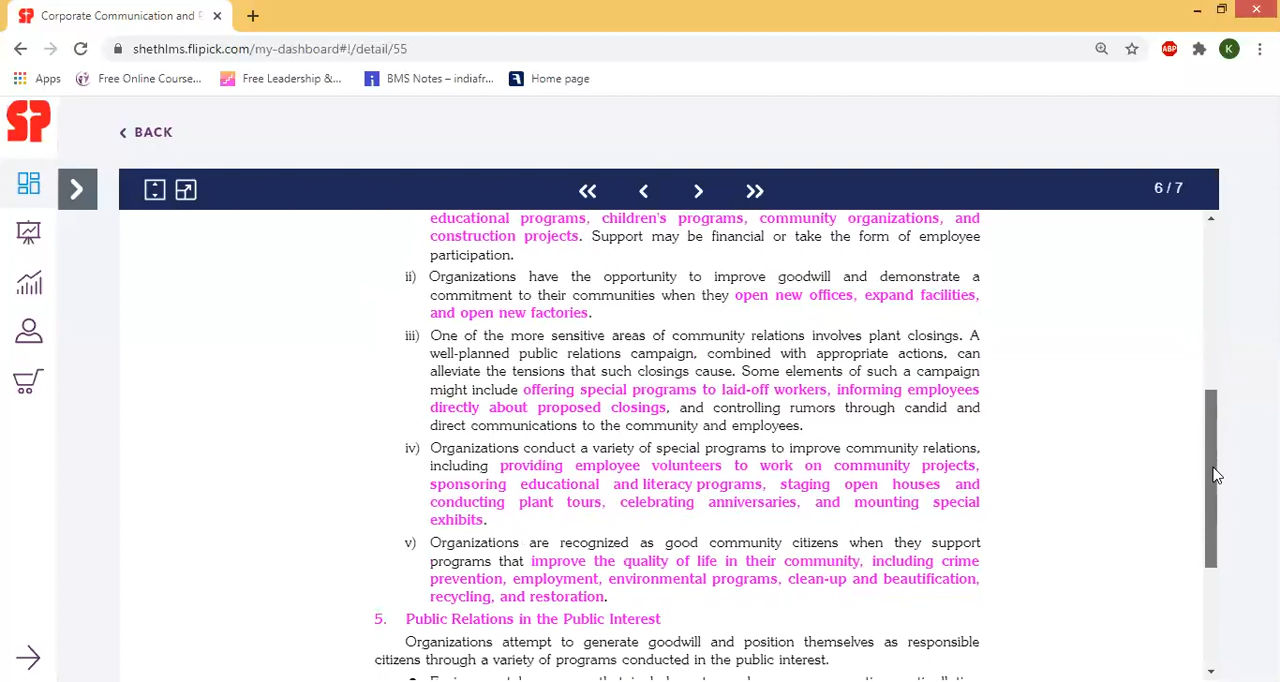 Corporate Communication and
shethlms.flipick.com/my-dashboard#!/detail/55
ABP
K
Apps
Free Online Course...
Free Leadership &...
BMS Notes – indiafr...
Home page
SP
BACK
6 / 7
educational programs, children's programs, community organizations, and
construction projects. Support may be financial or take the form of employee
participation.
ii) Organizations have the opportunity to improve goodwill and demonstrate a
commitment to their communities when they open new offices, expand facilities,
and open new factories.
iii) One of the more sensitive areas of community relations involves plant closings. A
well-planned public relations campaign, combined with appropriate actions, can
alleviate the tensions that such closings cause. Some elements of such a campaign
might include offering special programs to laid-off workers, informing employees
directly about proposed closings, and controlling rumors through candid and
direct communications to the community and employees.
iv) Organizations conduct a variety of special programs to improve community relations,
including providing employee volunteers to work on community projects,
sponsoring educational and literacy programs, staging open houses and
conducting plant tours, celebrating anniversaries, and mounting special
exhibits.
v) Organizations are recognized as good community citizens when they support
programs that improve the quality of life in their community, including crime
prevention, employment, environmental programs, clean-up and beautification,
recycling, and restoration.
5. Public Relations in the Public Interest
Organizations attempt to generate goodwill and position themselves as responsible
citizens through a variety of programs conducted in the public interest.